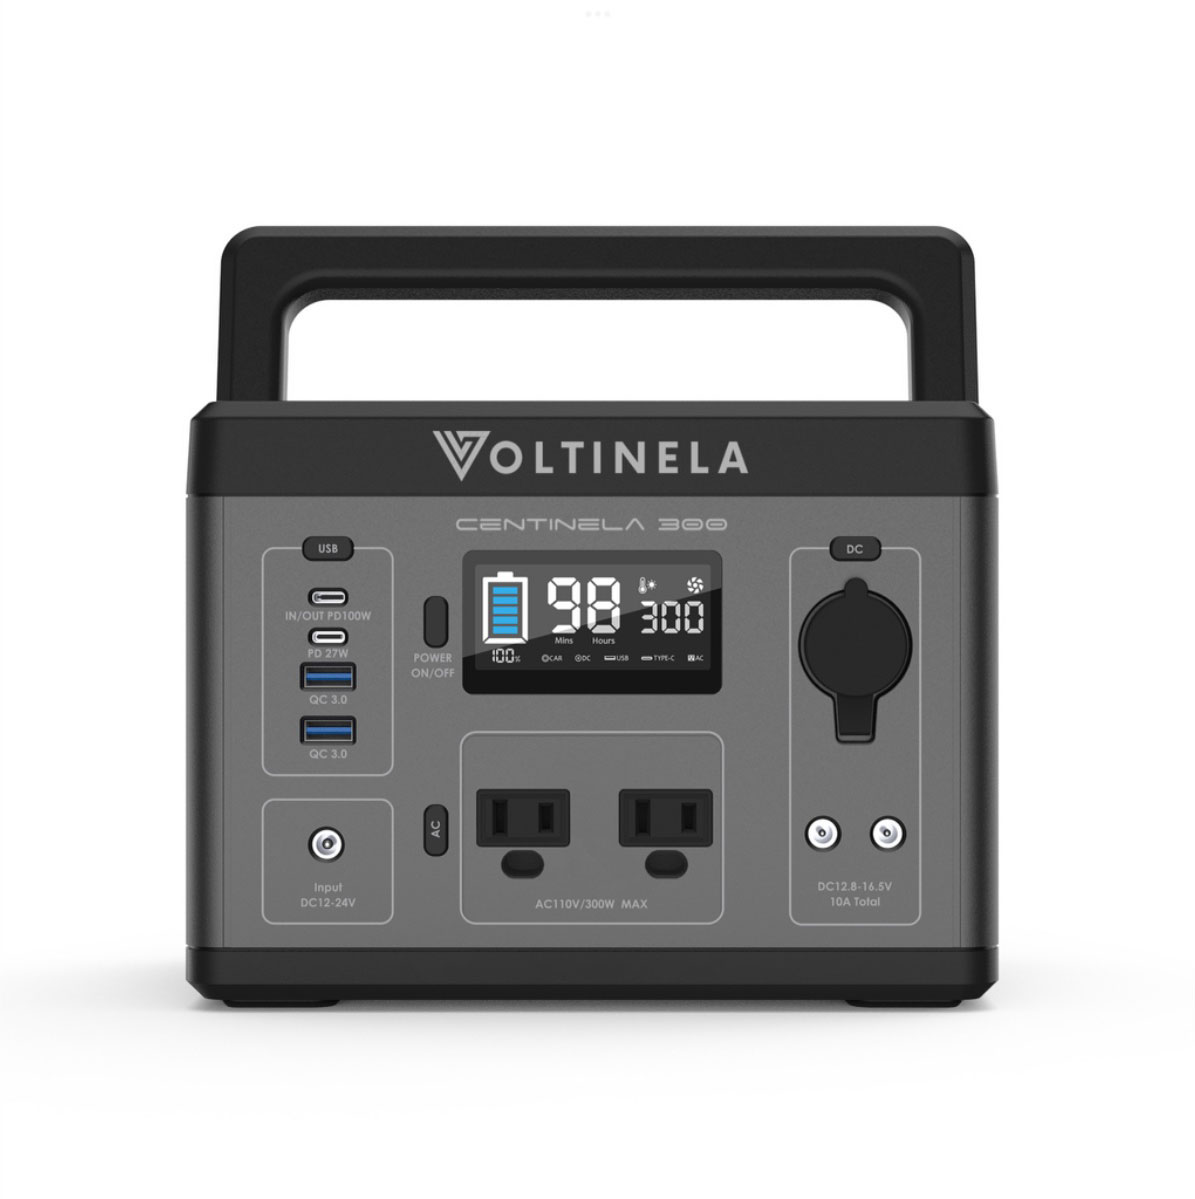 VOLTINELA
CENTINELA 300
USB
IN/OUT PD100W
PD 27W
QC 3.0
QC 3.0
POWER
ON/OFF
98
300
Mins Hours
100%
CAR DC USB TYPE-C AC
DC
AC
Input
DC12-24V
AC110V/300W MAX
DC12.8-16.5V
10A Total